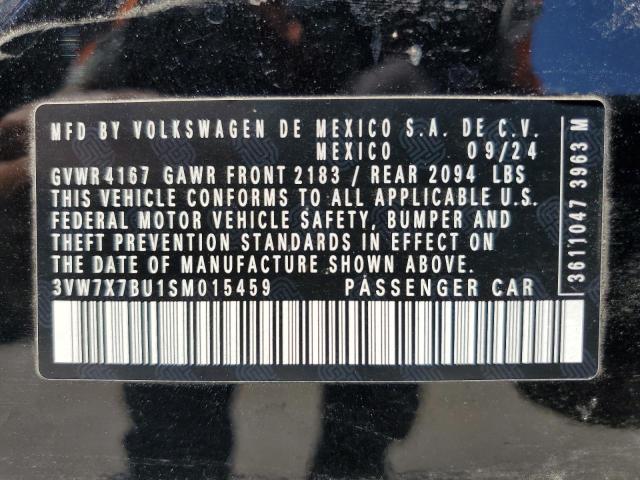 MFD BY VOLKSWAGEN DE MEXICO S.A. DE C.V.
MEXICO 09/24
GVWR4167 GAWR FRONT 2183 / REAR 2094 LBS
THIS VEHICLE CONFORMS TO ALL APPLICABLE U.S.
FEDERAL MOTOR VEHICLE SAFETY, BUMPER AND
THEFT PREVENTION STANDARDS IN EFFECT ON
THE DATE OF MANUFACTURE SHOWN ABOVE.
3VW7X7BU1SM015459 PASSENGER CAR
3611047 3963 M